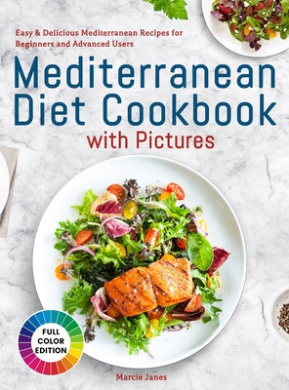 Easy & Delicious Mediterranean Recipes for
Beginners and Advanced Users
Mediterranean
Diet Cookbook
with Pictures
FULL
COLOR
EDITION
Marcie Janes